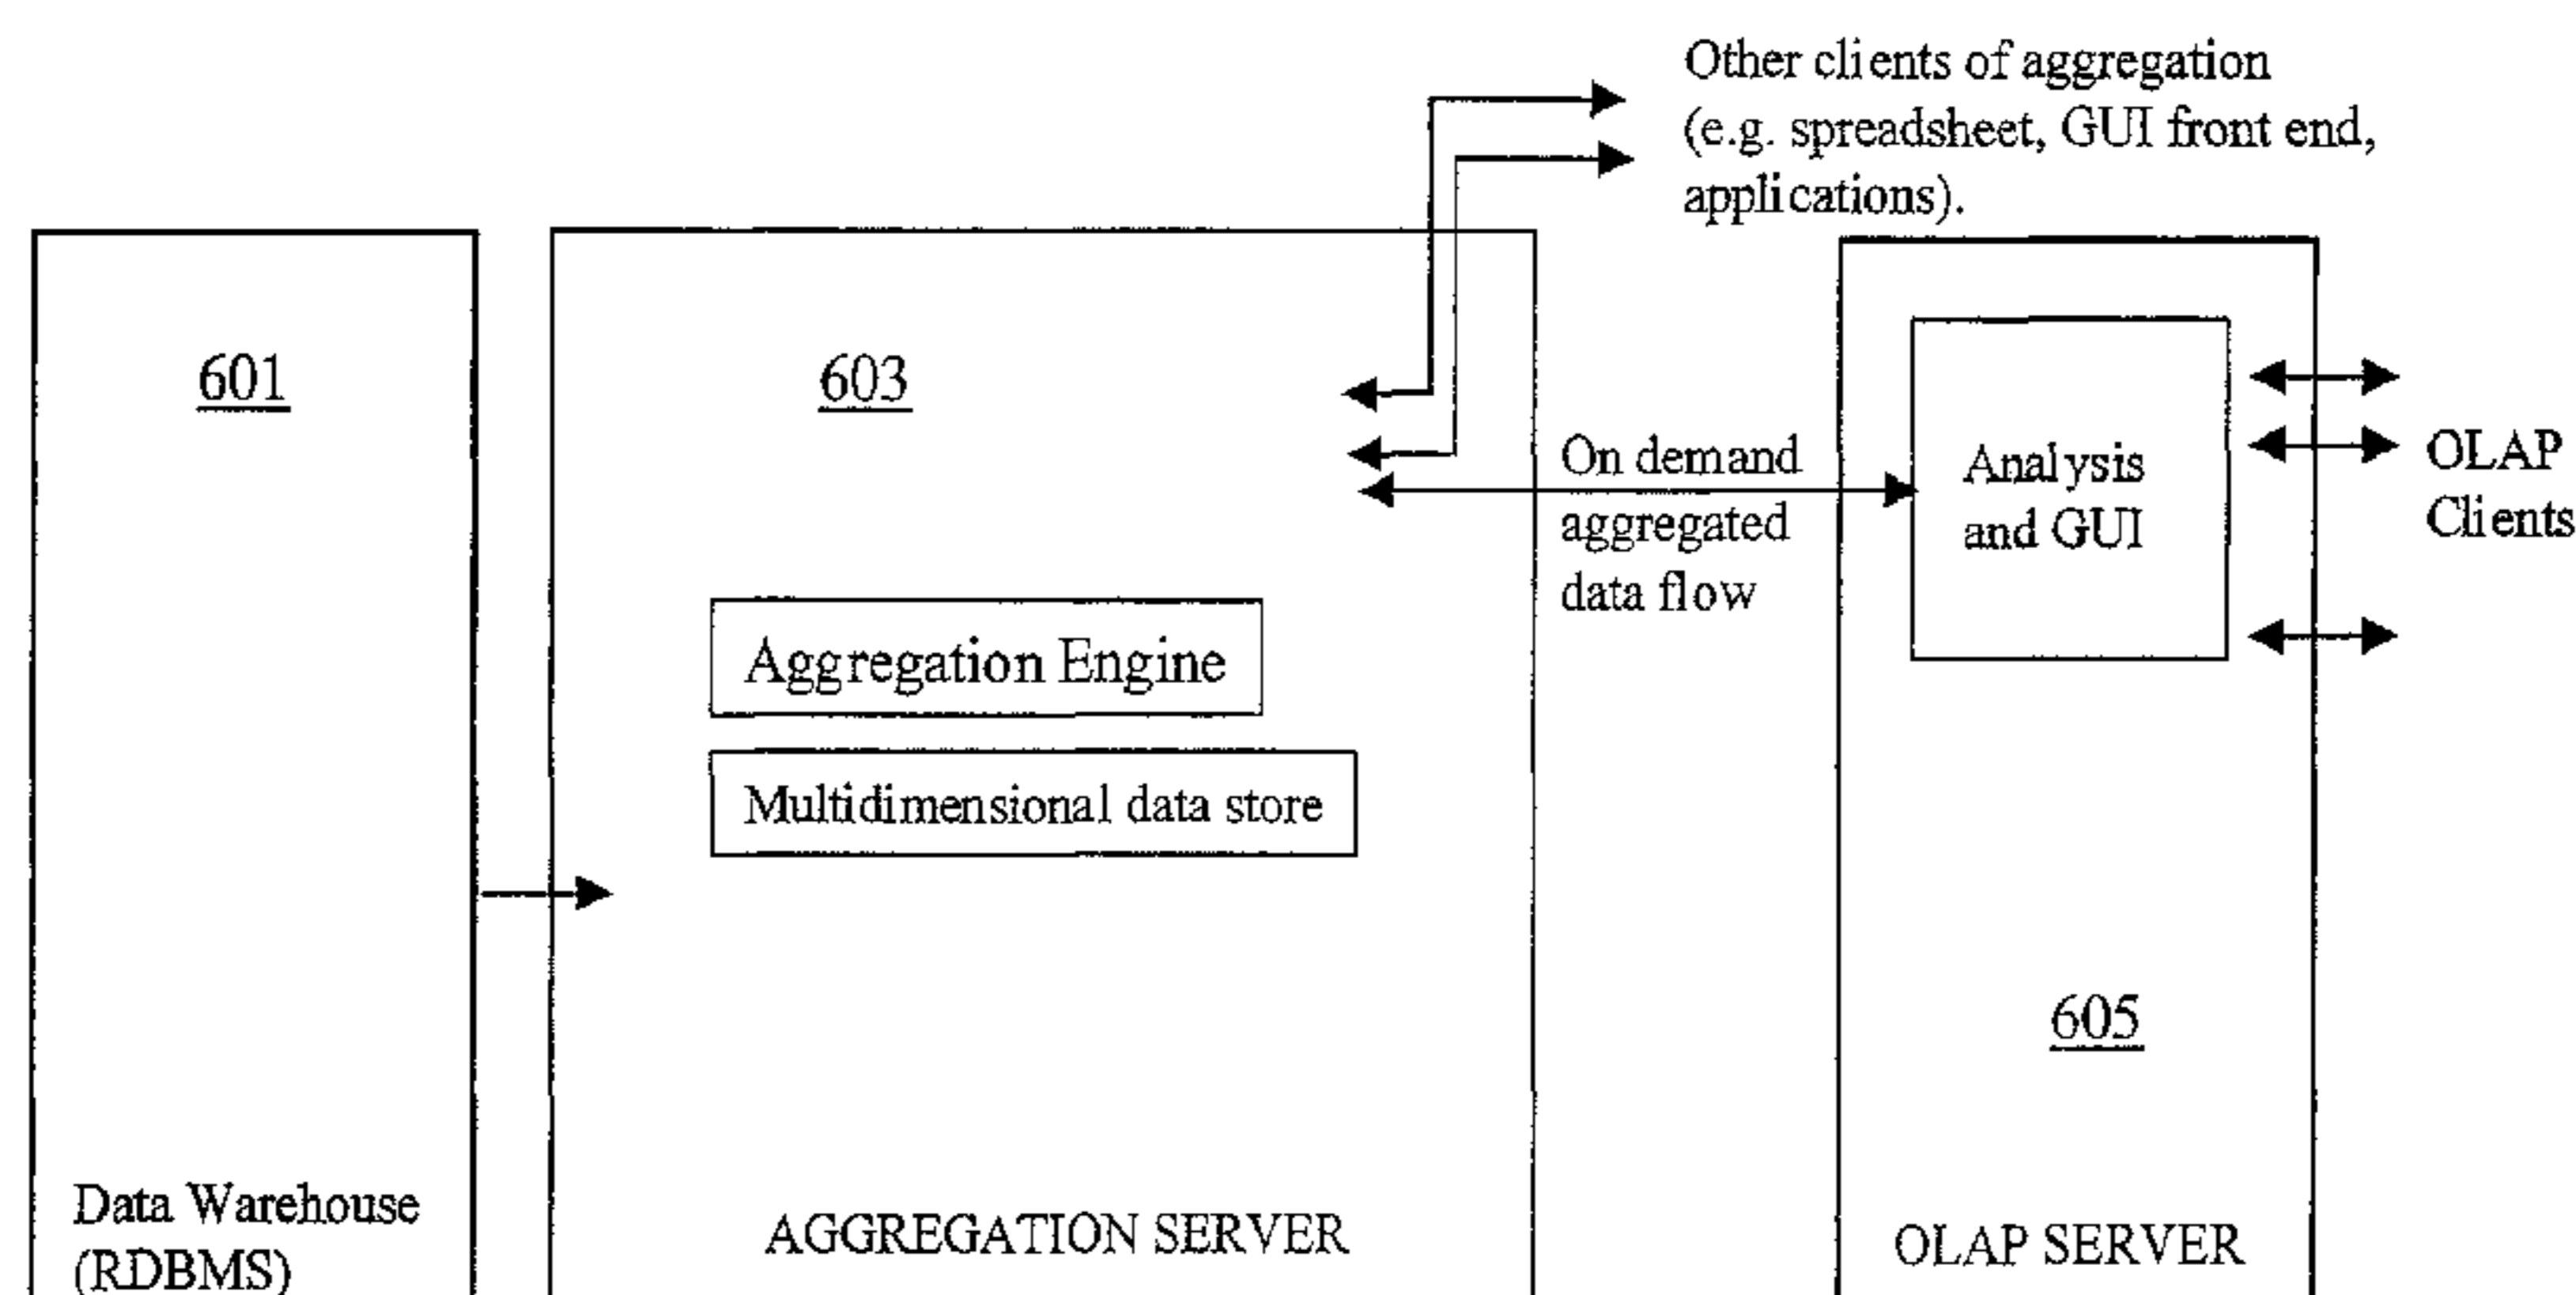 Other clients of aggregation
(e.g. spreadsheet, GUI front end,
applications).
601
603
On demand
aggregated
data flow
Analysis
and GUI
OLAP
Clients
Aggregation Engine
Multidimensional data store
605
Data Warehouse
(RDBMS)
AGGREGATION SERVER
OLAP SERVER